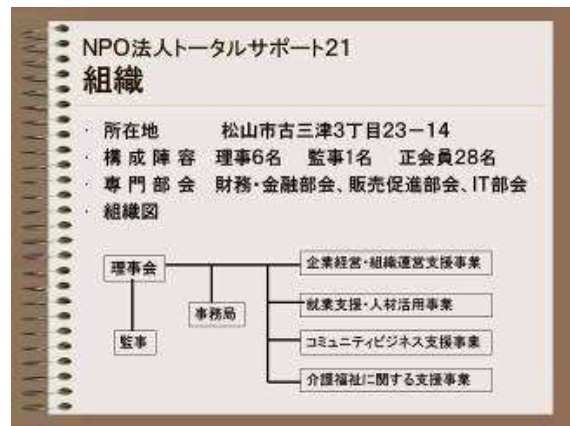 NPO法人トータルサポート21
組織
・ 所在地　松山市古三津3丁目23－14
・ 構成陣容　理事6名　監事1名　正会員28名
・ 専門部会　財務・金融部会、販売促進部会、IT部会
・ 組織図
理事会
企業経営・組織運営支援事業
事務局
就業支援・人材活用事業
監事
コミュニティビジネス支援事業
介護福祉に関する支援事業